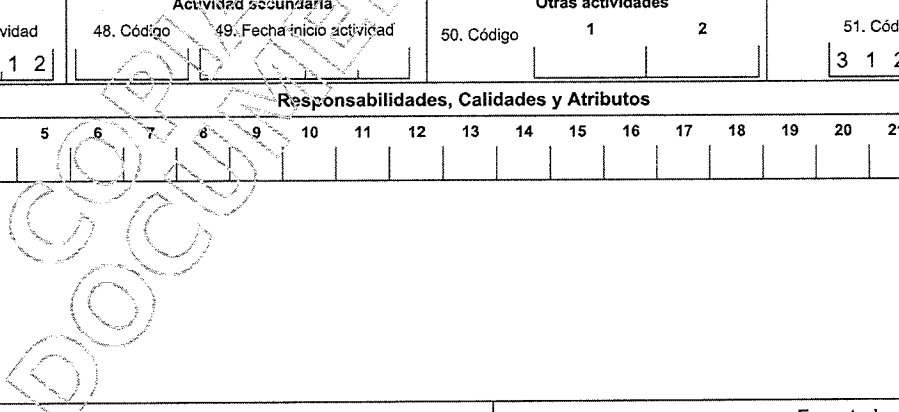 Actividad secundaria
Otras actividades
vidad
48. Código
49. Fecha inicio actividad
50. Código
1
2
51. Cód
1 2
3 1 2
Responsabilidades, Calidades y Atributos
5 6 7 8 9 10 11 12 13 14 15 16 17 18 19 20 21
COPIA
DOCUME